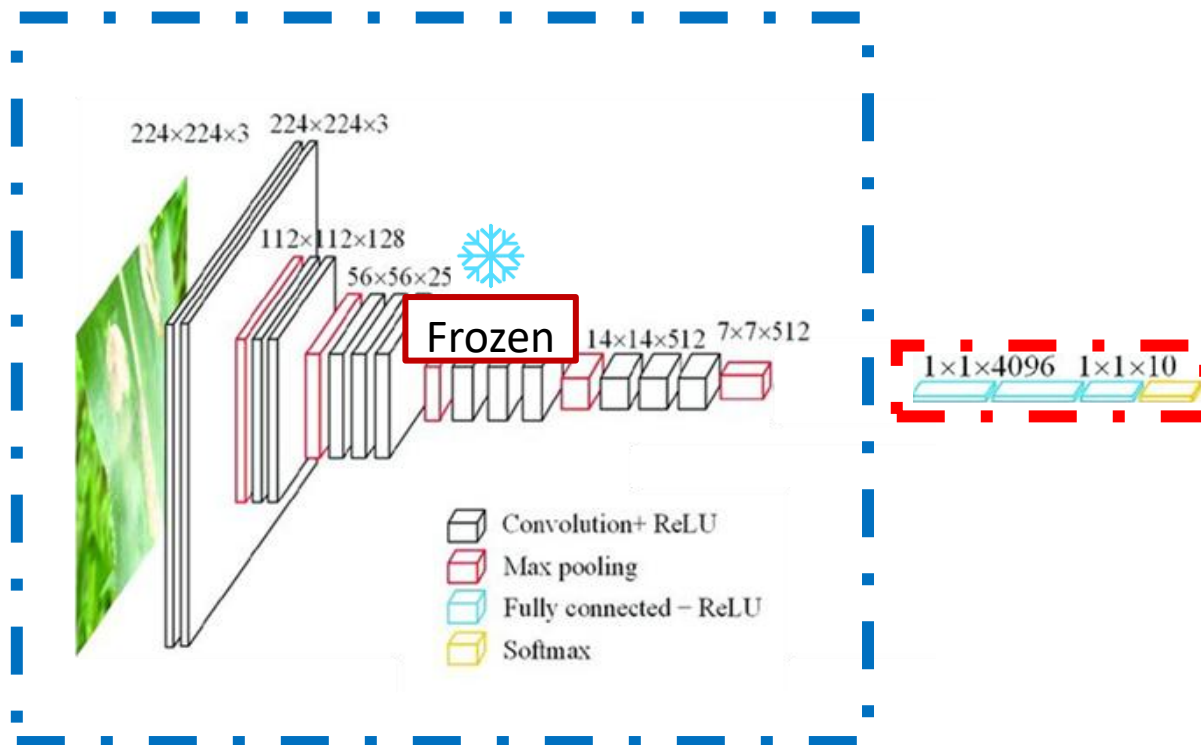 224×224×3
224×224×3
112×112×128
56×56×25
Frozen
14×14×512
7×7×512
1×1×4096
1×1×10
Convolution+ ReLU
Max pooling
Fully connected − ReLU
Softmax